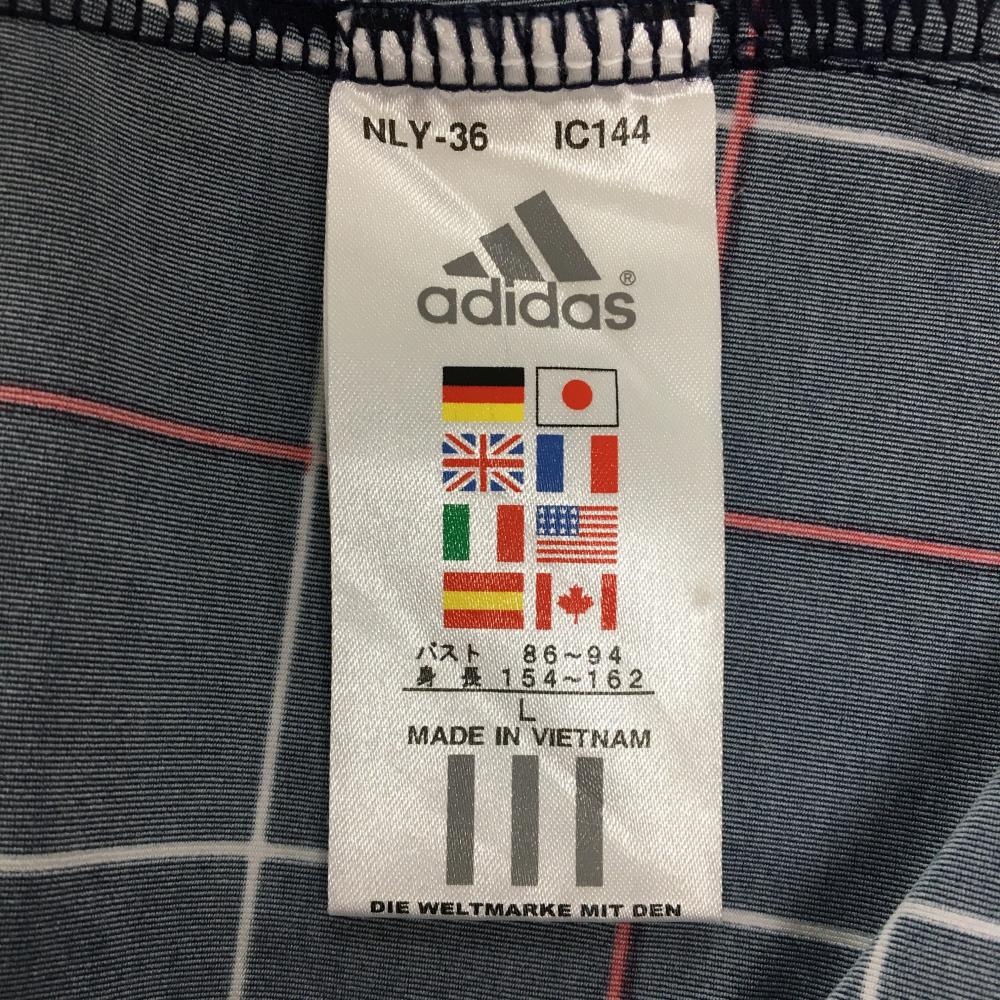 NLY-36 IC144
adidas®
バスト 86~94
身長 154~162
L
MADE IN VIETNAM
DIE WELTMARKE MIT DEN